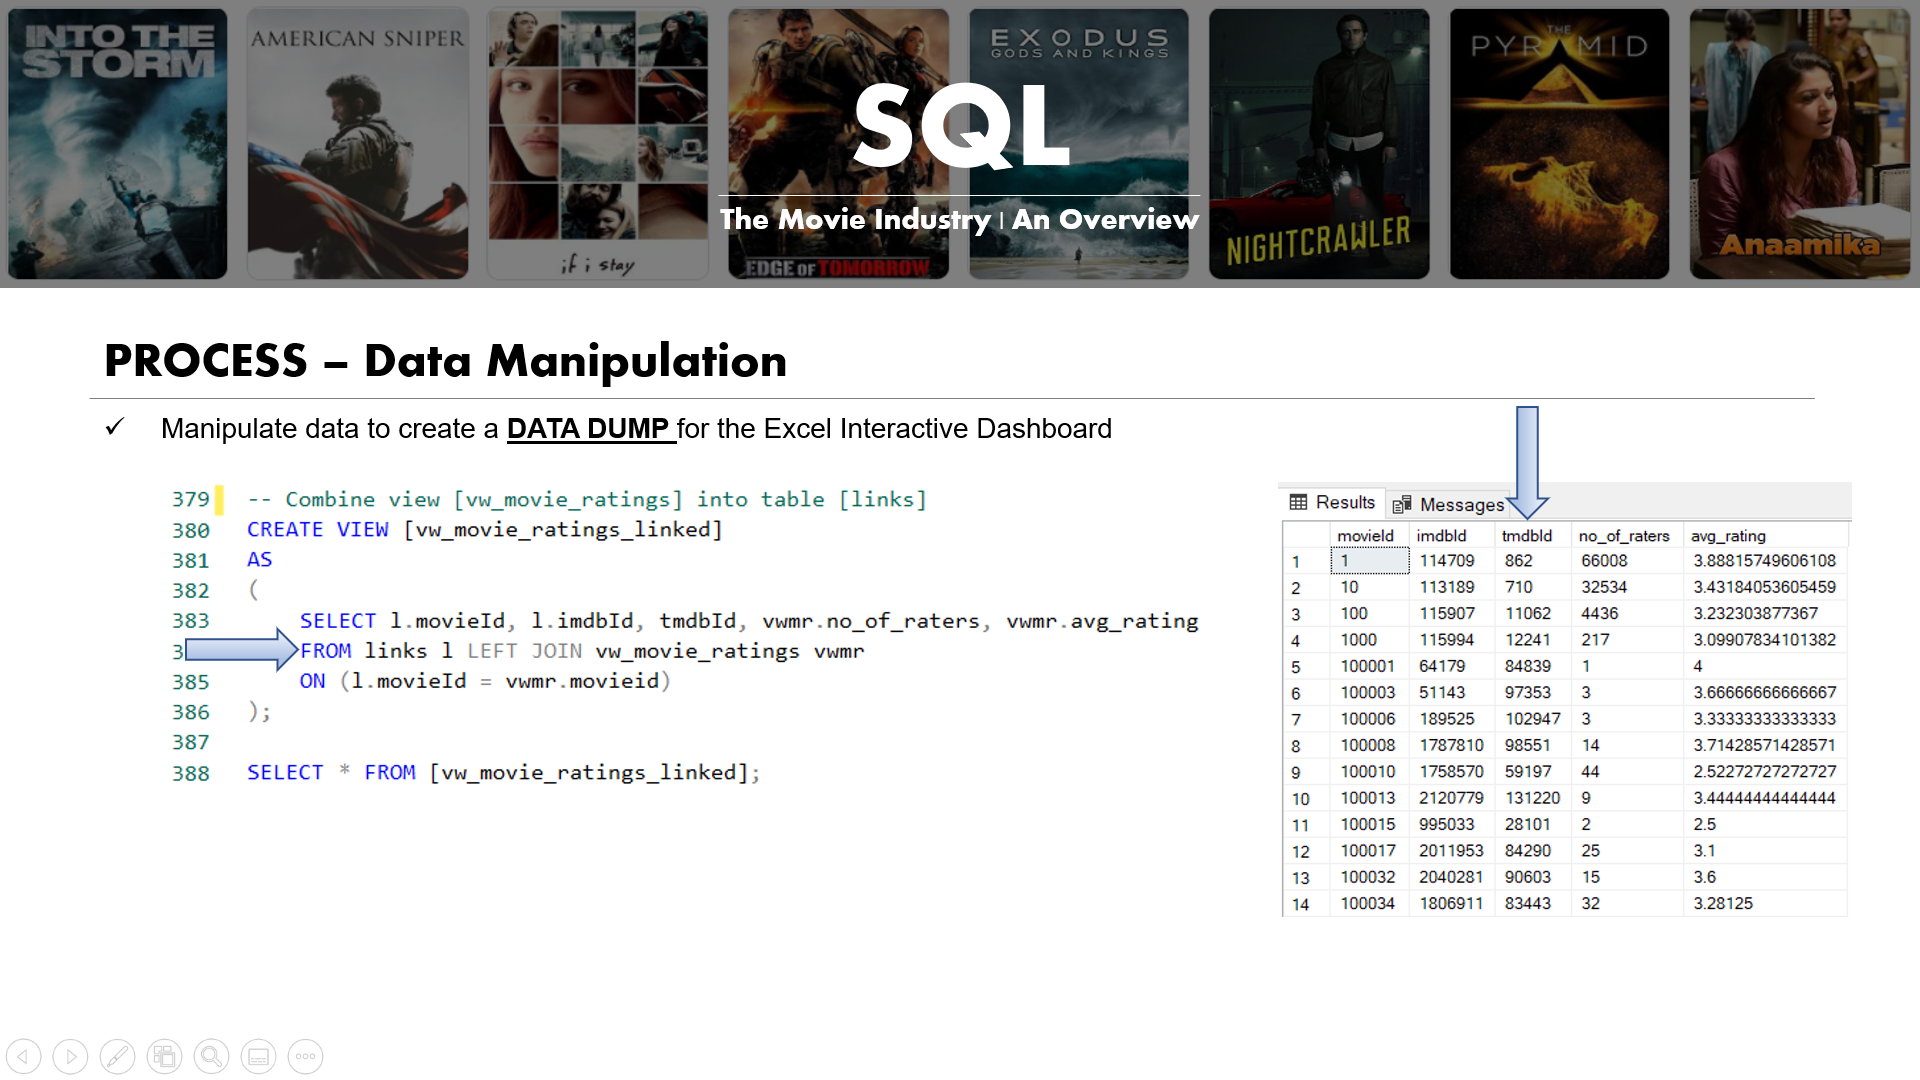 INTO THE
STORM
AMERICAN SNIPER
if i stay
EDGE OF TOMORROW
EXODUS
GODS AND KINGS
NIGHTCRAWLER
THE
PYRAMID
Anaamika
SQL
The Movie Industry | An Overview
PROCESS – Data Manipulation
✓ Manipulate data to create a DATA DUMP for the Excel Interactive Dashboard
379 -- Combine view [vw_movie_ratings] into table [links]
380 CREATE VIEW [vw_movie_ratings_linked]
381 AS
382 (
383 SELECT l.movieId, l.imdbId, tmdbId, vwmr.no_of_raters, vwmr.avg_rating
3 FROM links l LEFT JOIN vw_movie_ratings vwmr
385 ON (l.movieId = vwmr.movieid)
386 );
387
388 SELECT * FROM [vw_movie_ratings_linked];
Results Messages
movieId imdbId tmdbId no_of_raters avg_rating
1 1 114709 862 66008 3.88815749606108
2 10 113189 710 32534 3.43184053605459
3 100 115907 11062 4436 3.232303877367
4 1000 115994 12241 217 3.09907834101382
5 100001 64179 84839 1 4
6 100003 51143 97353 3 3.66666666666667
7 100006 189525 102947 3 3.33333333333333
8 100008 1787810 98551 14 3.71428571428571
9 100010 1758570 59197 44 2.52272727272727
10 100013 2120779 131220 9 3.44444444444444
11 100015 995033 28101 2 2.5
12 100017 2011953 84290 25 3.1
13 100032 2040281 90603 15 3.6
14 100034 1806911 83443 32 3.28125